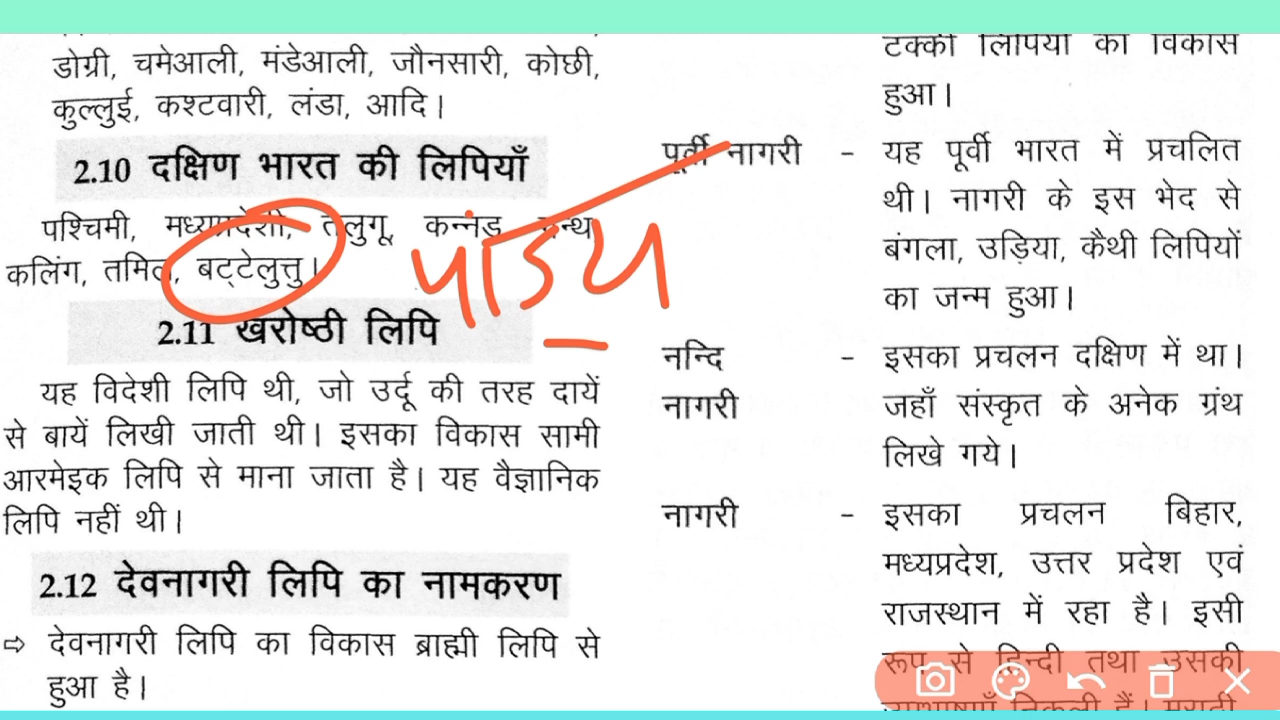 डोग्री, चमेआली, मंडेआली, जौनसारी, कोछी,
कुल्लुई, कश्टवारी, लंडा, आदि।
2.10 दक्षिण भारत की लिपियाँ
पश्चिमी, मध्यप्रदेशी, तेलुगू, कन्नंड़ ग्रन्थ
कलिंग, तमिल, बट्टेलुत्तु।
पांड्य
2.11 खरोष्ठी लिपि
यह विदेशी लिपि थी, जो उर्दू की तरह दायें
से बायें लिखी जाती थी। इसका विकास सामी
आरमेइक लिपि से माना जाता है। यह वैज्ञानिक
लिपि नहीं थी।
2.12 देवनागरी लिपि का नामकरण
⇨ देवनागरी लिपि का विकास ब्राह्मी लिपि से
हुआ है।
टक्की लिपियों का विकास
हुआ।
पूर्वी नागरी - यह पूर्वी भारत में प्रचलित
थी। नागरी के इस भेद से
बंगला, उड़िया, कैथी लिपियों
का जन्म हुआ।
नन्दि - इसका प्रचलन दक्षिण में था।
नागरी जहाँ संस्कृत के अनेक ग्रंथ
लिखे गये।
नागरी - इसका प्रचलन बिहार,
मध्यप्रदेश, उत्तर प्रदेश एवं
राजस्थान में रहा है। इसी
रूप से हिन्दी तथा उसकी
उपभाषाएँ निकली हैं। मराठी,